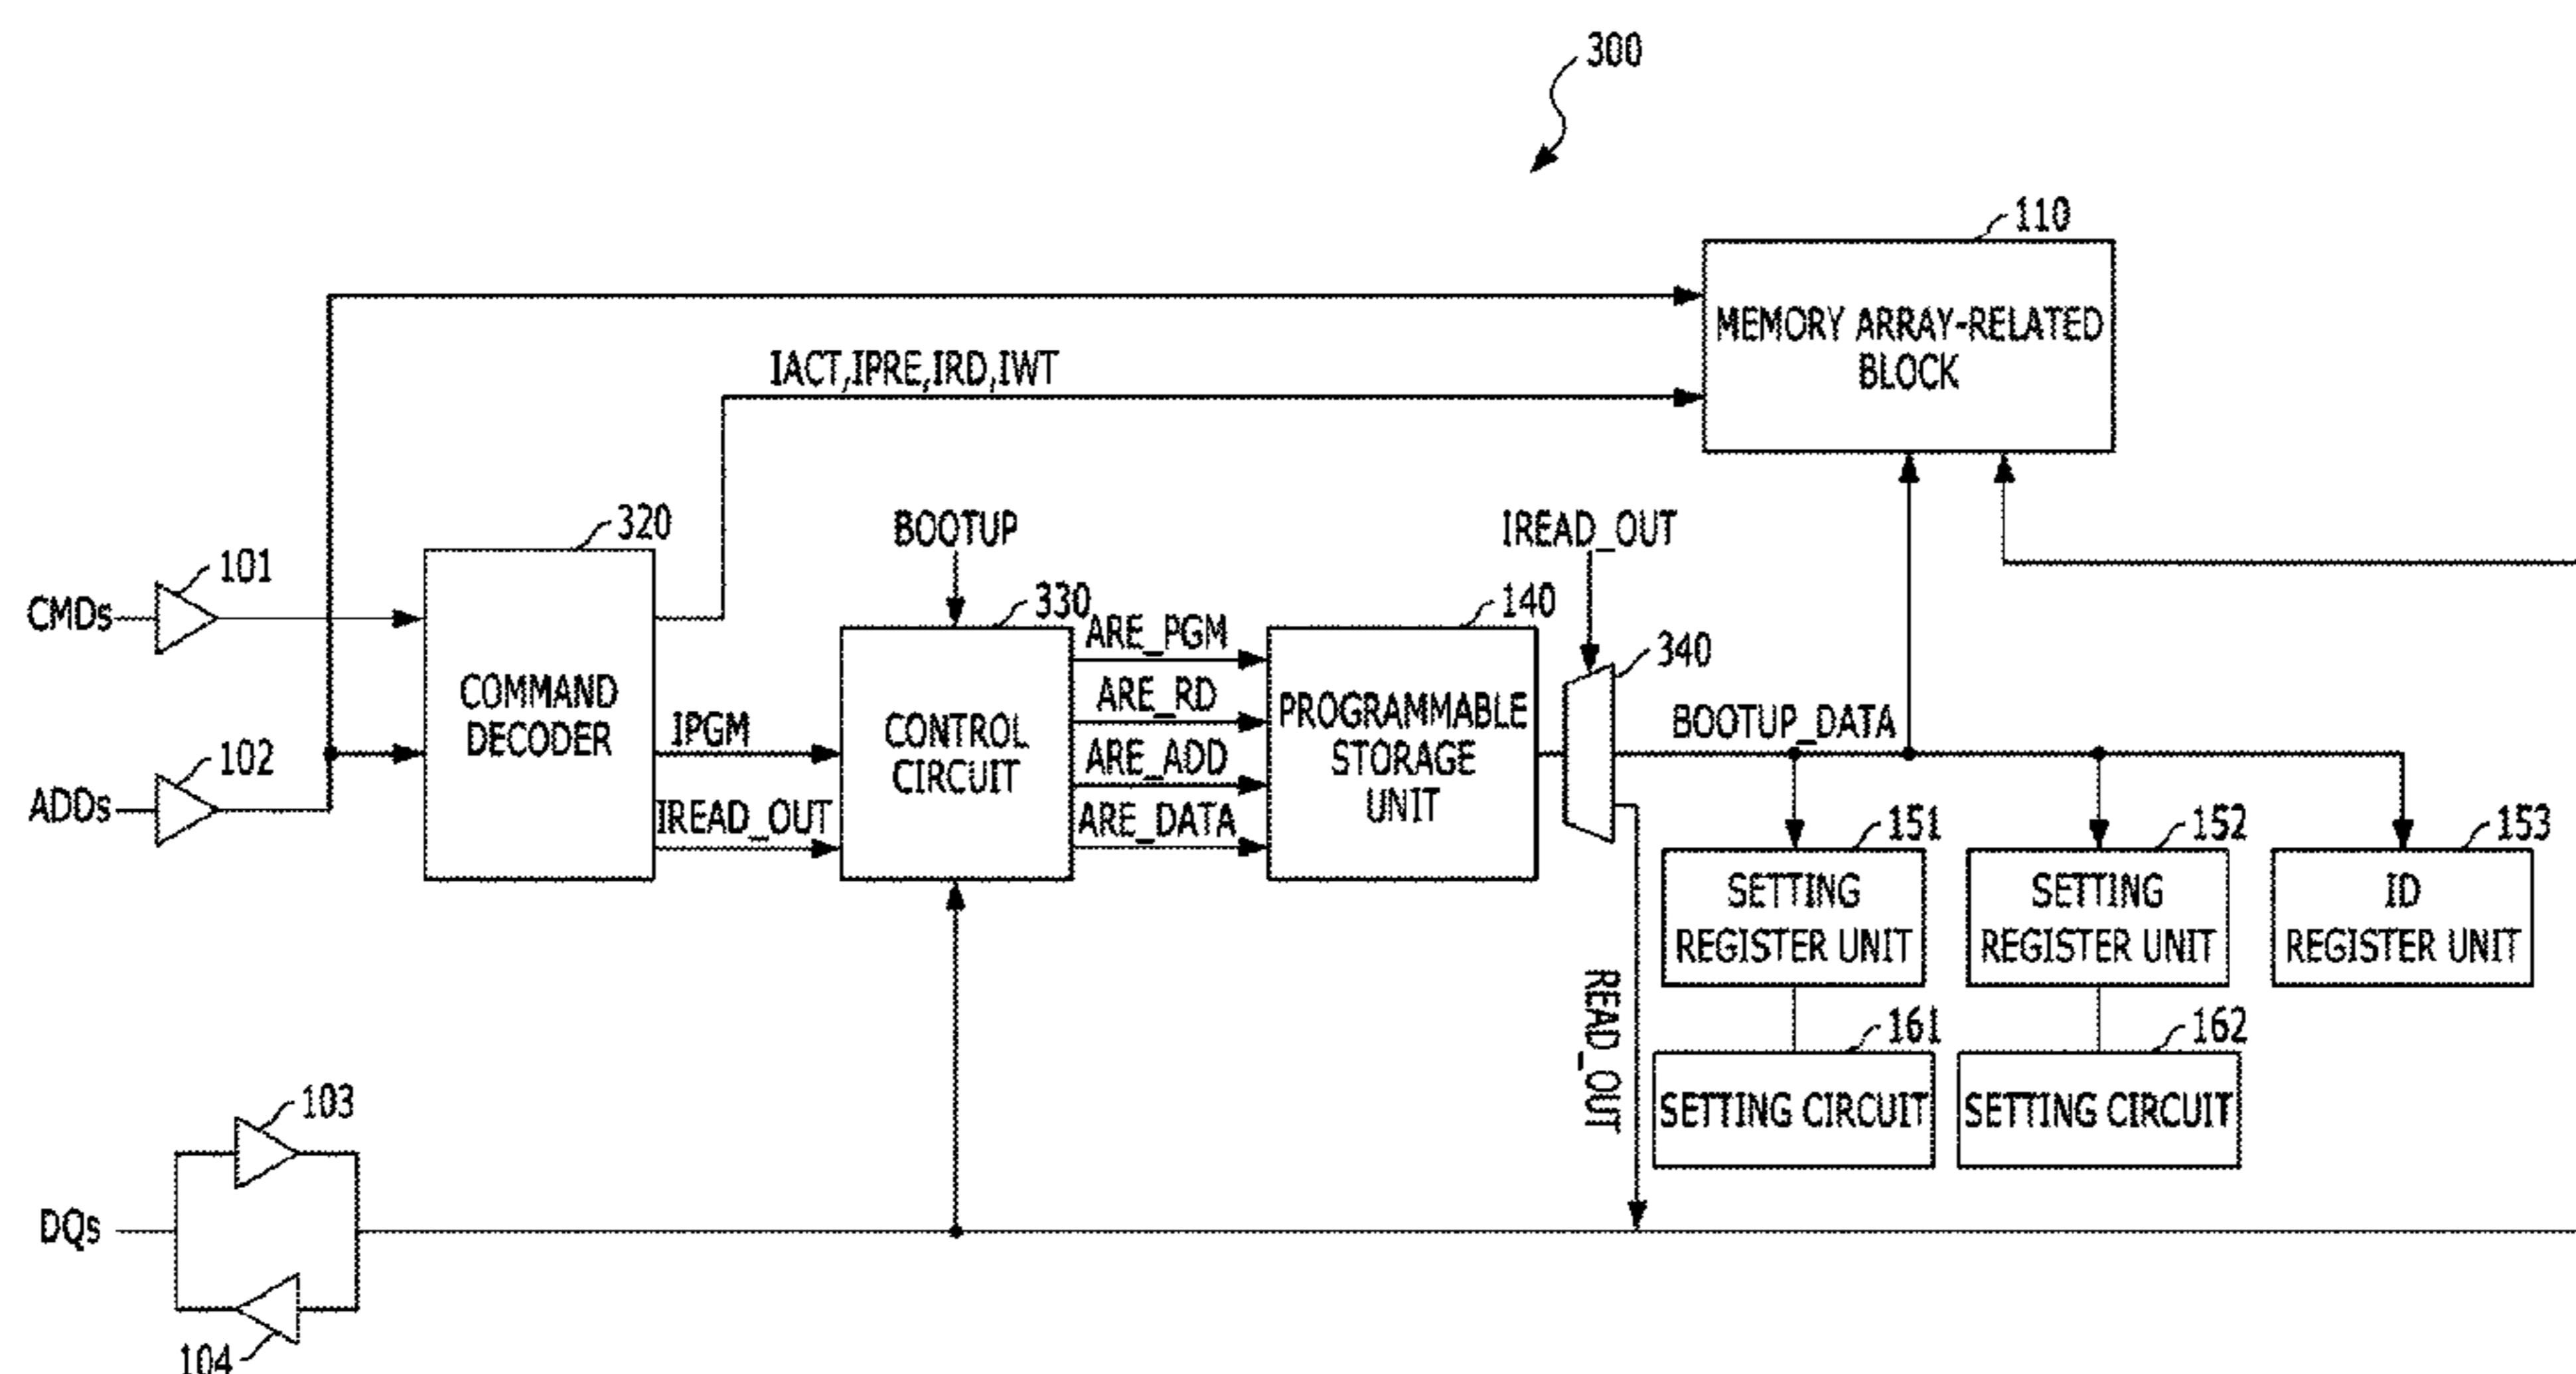 300
110
MEMORY ARRAY-RELATED
BLOCK
IACT,IPRE,IRD,IWT
320
BOOTUP
IREAD_OUT
101
CMDs
330
140
340
ARE_PGM
ARE_RD
ARE_ADD
ARE_DATA
COMMAND
DECODER
IPGM
IREAD_OUT
CONTROL
CIRCUIT
PROGRAMMABLE
STORAGE
UNIT
BOOTUP_DATA
102
ADDs
151
152
153
SETTING
REGISTER UNIT
SETTING
REGISTER UNIT
ID
REGISTER UNIT
READ_OUT
161
162
SETTING CIRCUIT
SETTING CIRCUIT
103
DQs
104